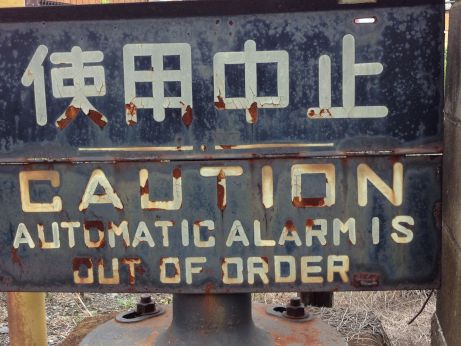 使用中止
CAUTION
AUTOMATIC ALARM IS
OUT OF ORDER